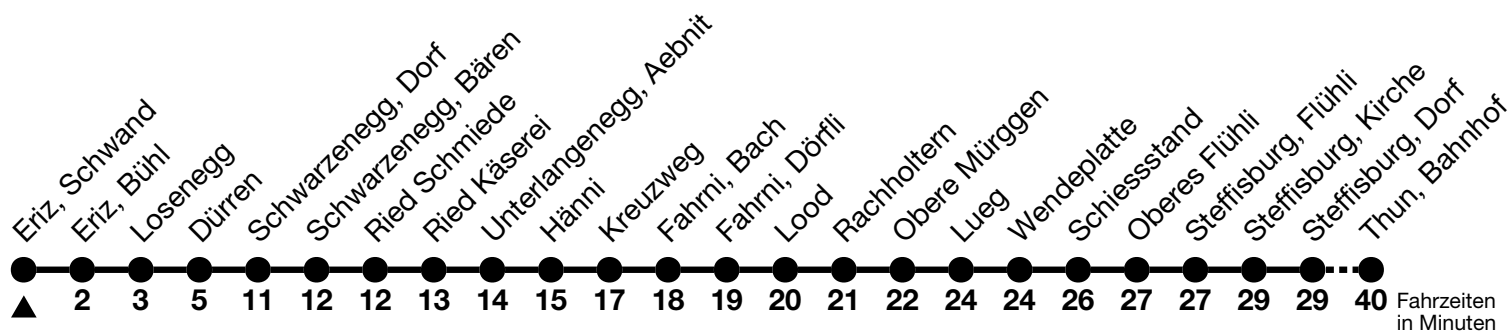 Eriz, Schwand
Eriz, Bühl
Losenegg
Dürren
Schwarzenegg, Dorf
Schwarzenegg, Bären
Ried Schmiede
Ried Käserei
Unterlangenegg, Aebnit
Hänni
Kreuzweg
Fahrni, Bach
Fahrni, Dörfli
Lood
Rachholtern
Obere Mürggen
Lueg
Wendeplatte
Schiessstand
Oberes Flühli
Steffisburg, Flühli
Steffisburg, Kirche
Steffisburg, Dorf
Thun, Bahnhof
2 3 5 11 12 12 13 14 15 17 18 19 20 21 22 24 24 26 27 27 29 29 40 Fahrzeiten
in Minuten